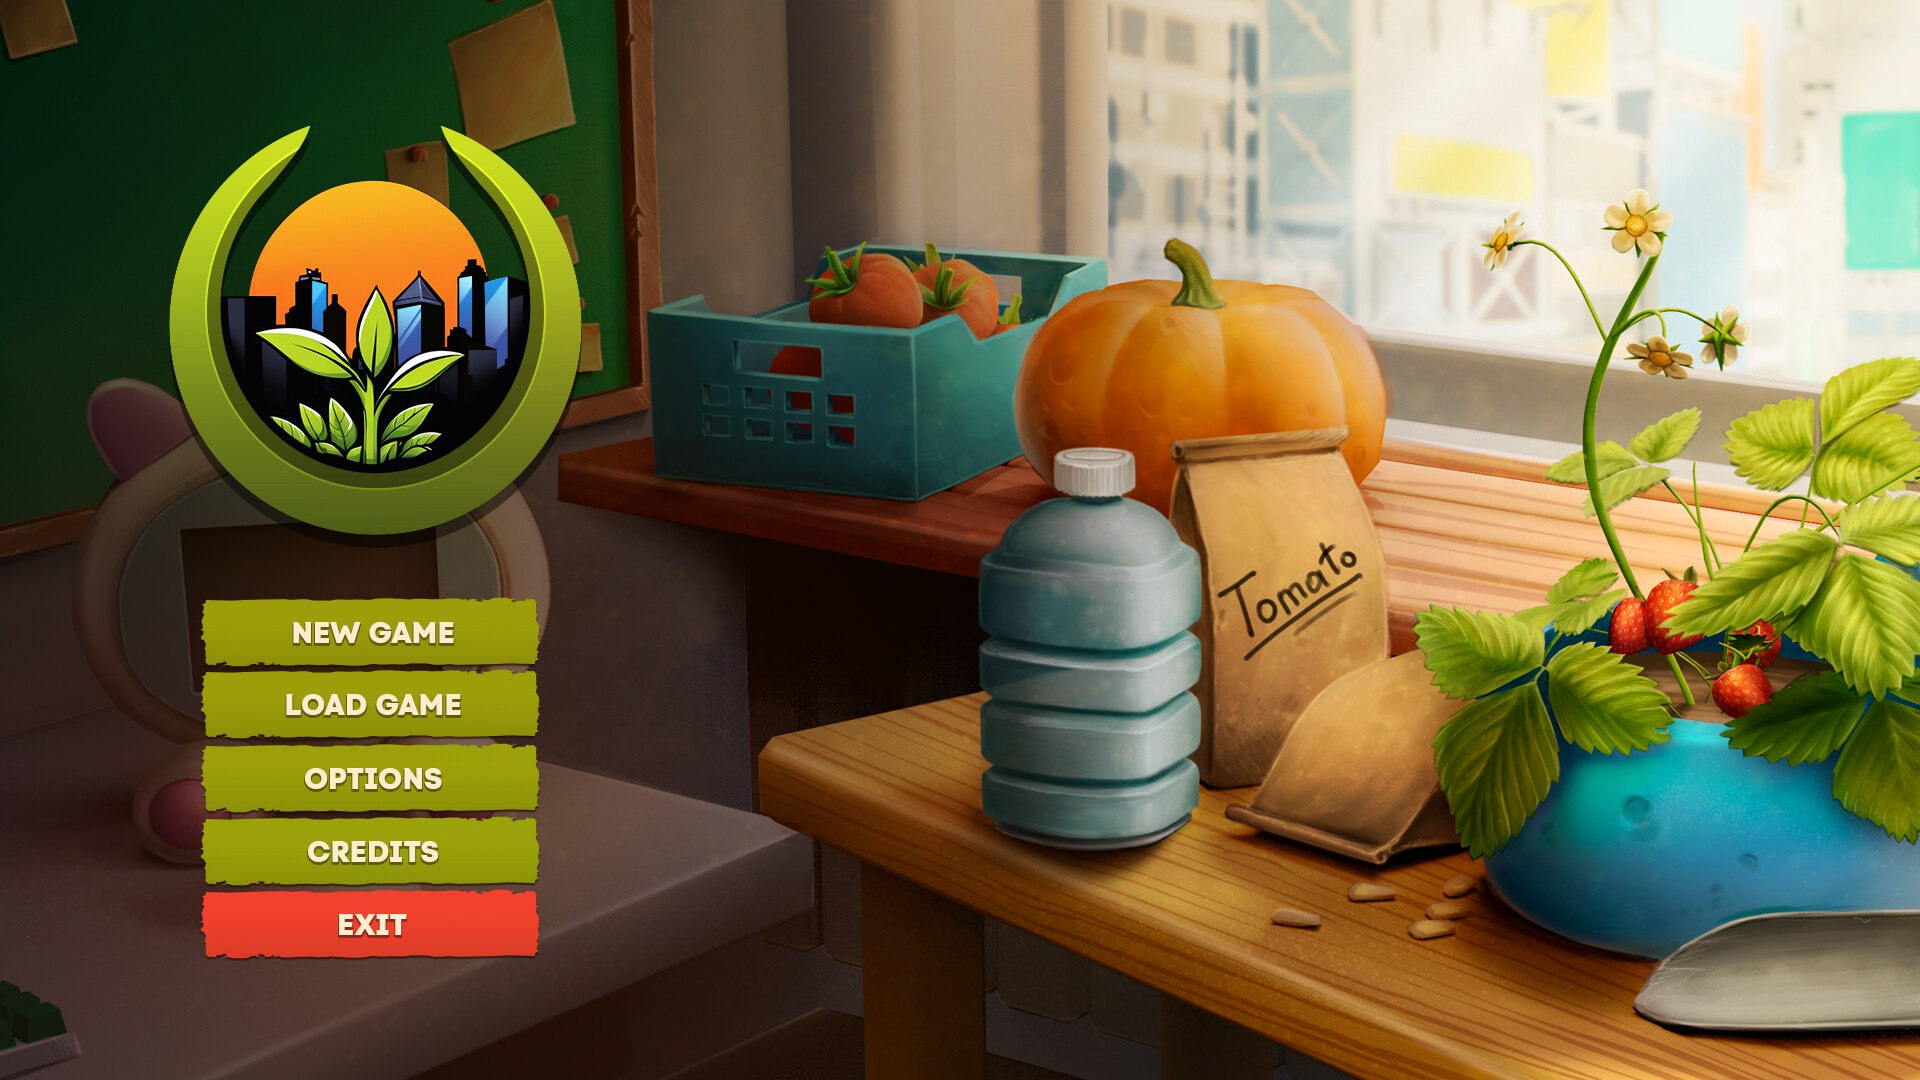 NEW GAME
LOAD GAME
OPTIONS
CREDITS
EXIT
Tomato